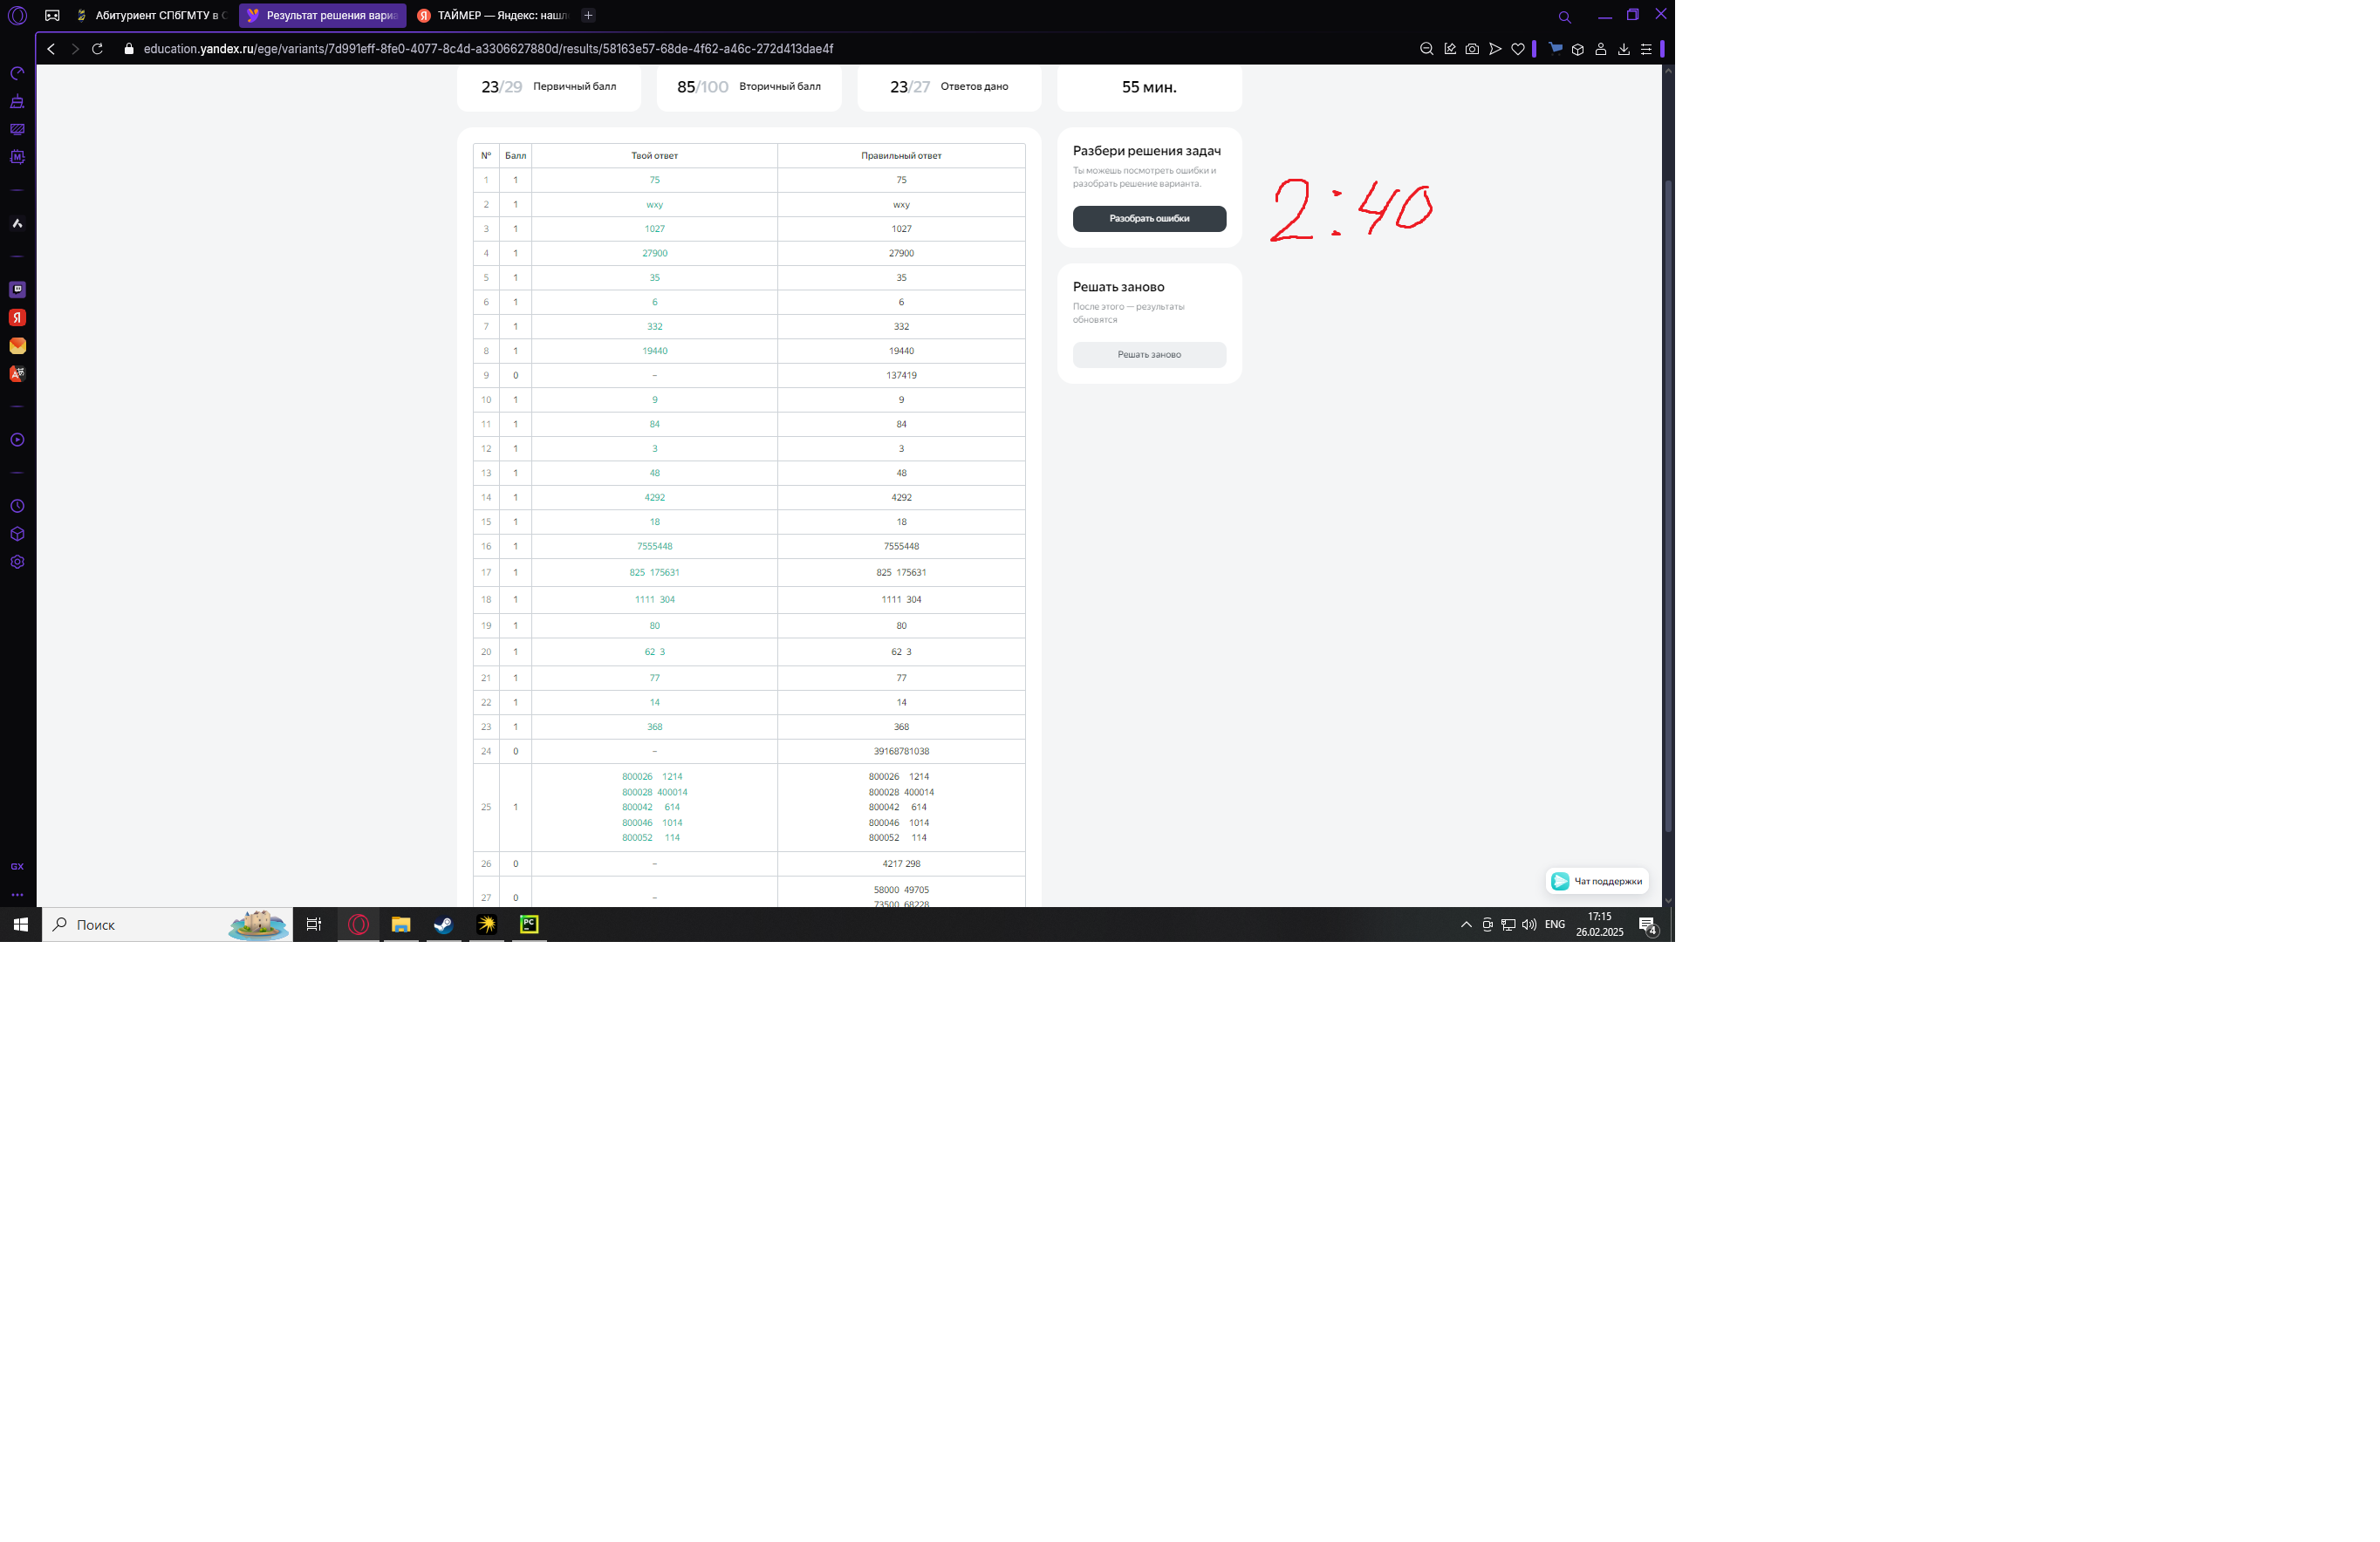 Абитуриент СПбГМТУ в С
Результат решения вариа
Я ТАЙМЕР — Яндекс: нашл
education.yandex.ru/ege/variants/7d991eff-8fe0-4077-8c4d-a3306627880d/results/58163e57-68de-4f62-a46c-272d413dae4f
23/29 Первичный балл
85/100 Вторичный балл
23/27 Ответов дано
55 мин.
№ Балл Твой ответ Правильный ответ
1 1 75 75
2 1 wxy wxy
3 1 1027 1027
4 1 27900 27900
5 1 35 35
6 1 6 6
7 1 332 332
8 1 19440 19440
9 0 – 137419
10 1 9 9
11 1 84 84
12 1 3 3
13 1 48 48
14 1 4292 4292
15 1 18 18
16 1 7555448 7555448
17 1 825 175631 825 175631
18 1 1111 304 1111 304
19 1 80 80
20 1 62 3 62 3
21 1 77 77
22 1 14 14
23 1 368 368
24 0 – 39168781038
800026 1214 800026 1214
800028 400014 800028 400014
25 1 800042 614 800042 614
800046 1014 800046 1014
800052 114 800052 114
26 0 – 4217 298
58000 49705
27 0 –
73500 68228
Разбери решения задач
Ты можешь посмотреть ошибки и
разобрать решение варианта.
Разобрать ошибки
Решать заново
После этого — результаты
обновятся
Решать заново
2:40
Чат поддержки
Я
M
GX
Поиск
PC
ENG
17:15
26.02.2025
4